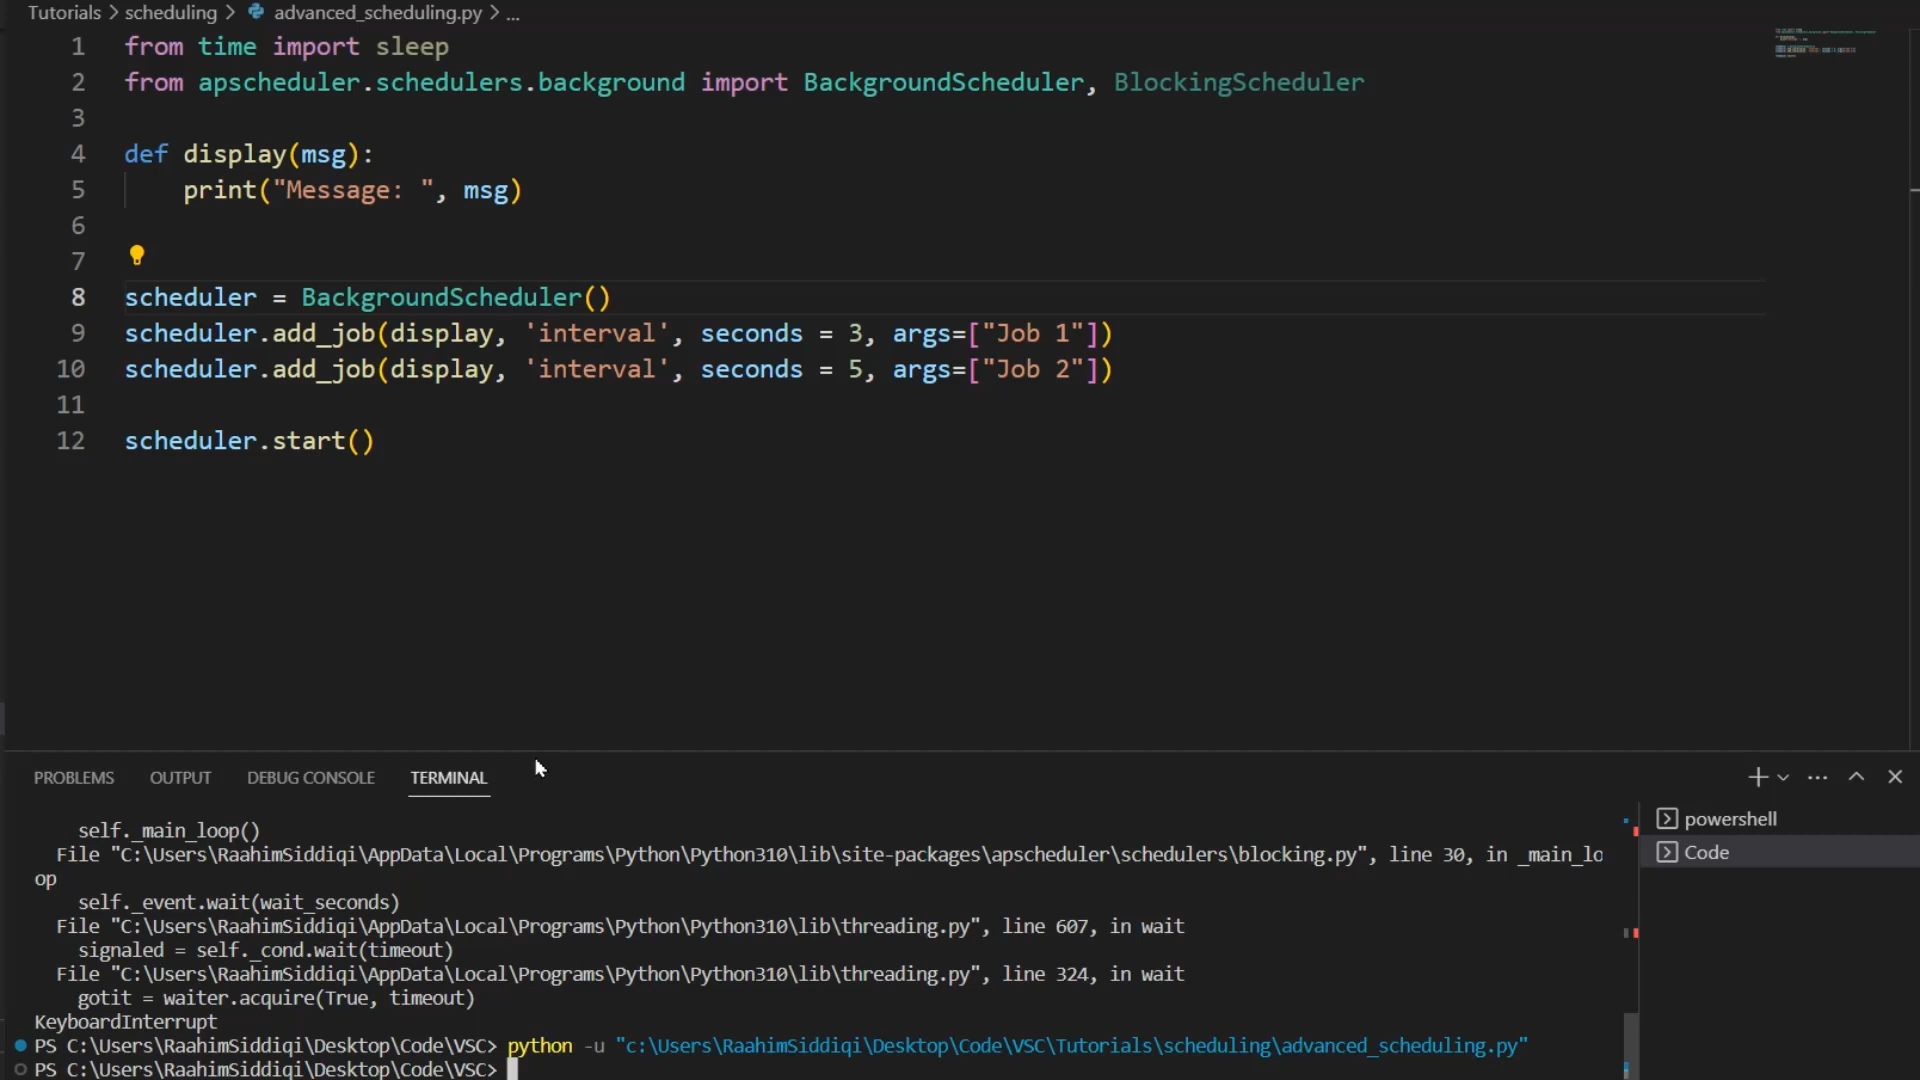 Tutorials > scheduling > advanced_scheduling.py > ...
1 from time import sleep
2 from apscheduler.schedulers.background import BackgroundScheduler, BlockingScheduler
3
4 def display(msg):
5     print("Message: ", msg)
6
7
8 scheduler = BackgroundScheduler()
9 scheduler.add_job(display, 'interval', seconds = 3, args=["Job 1"])
10 scheduler.add_job(display, 'interval', seconds = 5, args=["Job 2"])
11
12 scheduler.start()
PROBLEMS OUTPUT DEBUG CONSOLE TERMINAL
powershell
Code
    self._main_loop()
  File "C:\Users\RaahimSiddiqi\AppData\Local\Programs\Python\Python310\lib\site-packages\apscheduler\schedulers\blocking.py", line 30, in _main_lo
op
    self._event.wait(wait_seconds)
  File "C:\Users\RaahimSiddiqi\AppData\Local\Programs\Python\Python310\lib\threading.py", line 607, in wait
    signaled = self._cond.wait(timeout)
  File "C:\Users\RaahimSiddiqi\AppData\Local\Programs\Python\Python310\lib\threading.py", line 324, in wait
    gotit = waiter.acquire(True, timeout)
KeyboardInterrupt
PS C:\Users\RaahimSiddiqi\Desktop\Code\VSC> python -u "c:\Users\RaahimSiddiqi\Desktop\Code\VSC\Tutorials\scheduling\advanced_scheduling.py"
PS C:\Users\RaahimSiddiqi\Desktop\Code\VSC>